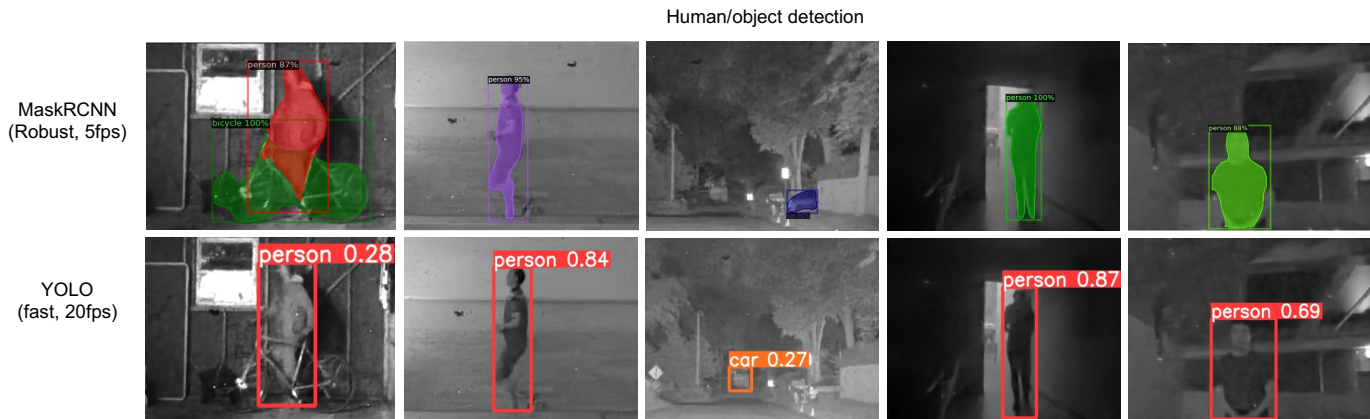 Human/object detection
MaskRCNN
(Robust, 5fps)
person 87%
bicycle 100%
person 95%
person 100%
person 88%
YOLO
(fast, 20fps)
person 0.28
person 0.84
car 0.27
person 0.87
person 0.69